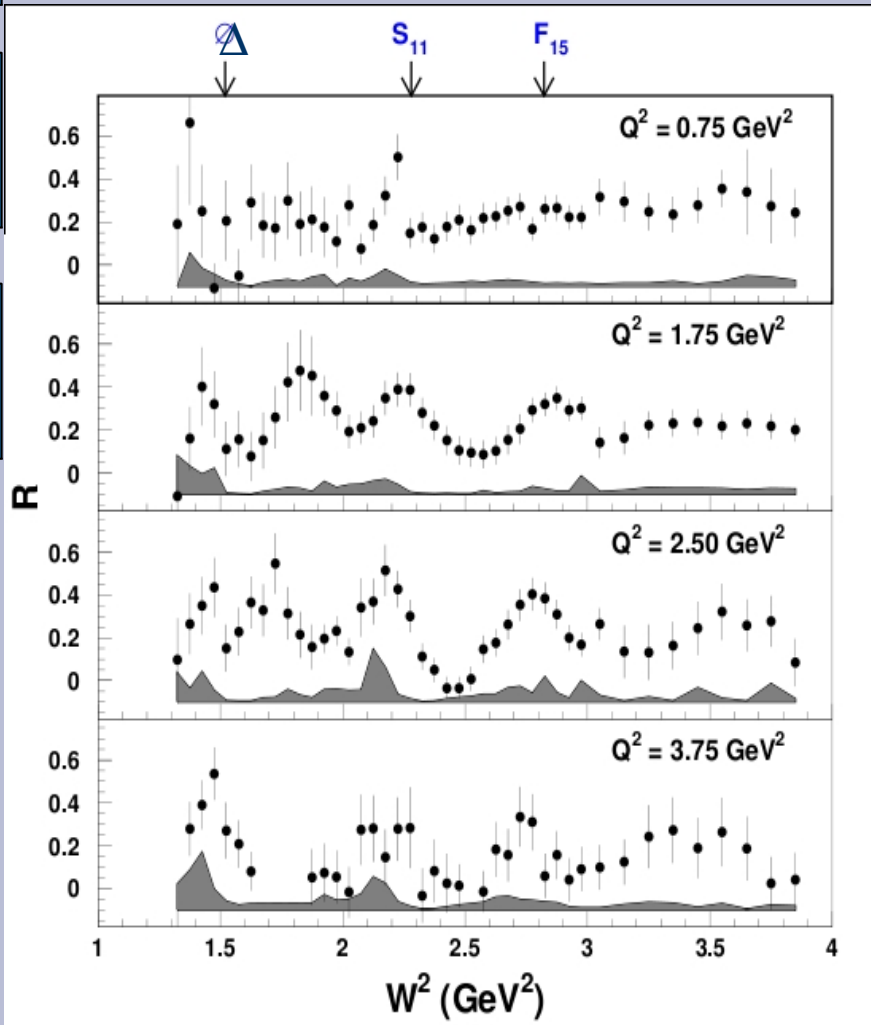 ∅Δ S₁₁ F₁₅
Q² = 0.75 GeV²
0.6
0.4
0.2
0
Q² = 1.75 GeV²
0.6
0.4
0.2
0
R
Q² = 2.50 GeV²
0.6
0.4
0.2
0
Q² = 3.75 GeV²
0.6
0.4
0.2
0
1 1.5 2 2.5 3 3.5 4
W² (GeV²)